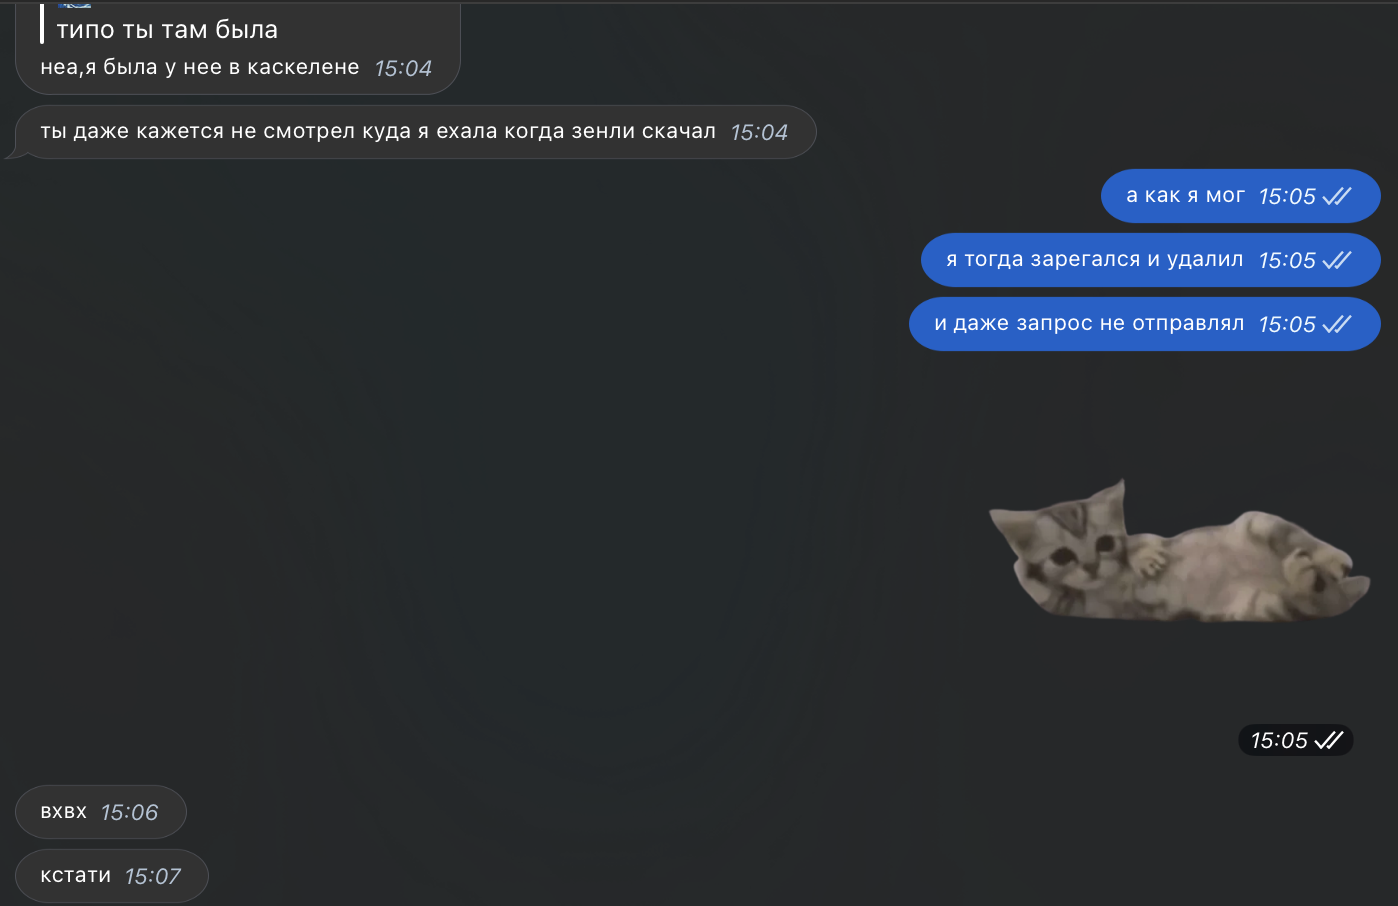 типо ты там была
неа,я была у нее в каскелене 15:04
ты даже кажется не смотрел куда я ехала когда зенли скачал 15:04
а как я мог 15:05
я тогда зарегался и удалил 15:05
и даже запрос не отправлял 15:05
15:05
вхвх 15:06
кстати 15:07